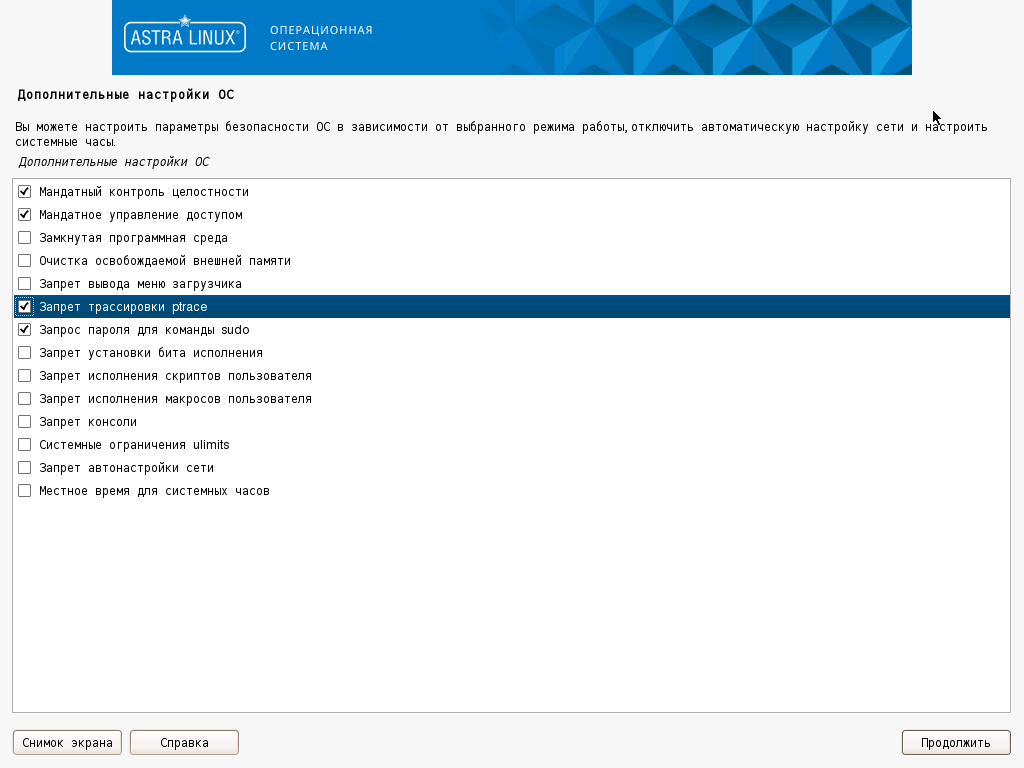 ASTRA LINUX®
ОПЕРАЦИОННАЯ
СИСТЕМА
Дополнительные настройки ОС
Вы можете настроить параметры безопасности ОС в зависимости от выбранного режима работы, отключить автоматическую настройку сети и настроить
системные часы.
Дополнительные настройки ОС
Мандатный контроль целостности
Мандатное управление доступом
Замкнутая программная среда
Очистка освобождаемой внешней памяти
Запрет вывода меню загрузчика
Запрет трассировки ptrace
Запрос пароля для команды sudo
Запрет установки бита исполнения
Запрет исполнения скриптов пользователя
Запрет исполнения макросов пользователя
Запрет консоли
Системные ограничения ulimits
Запрет автонастройки сети
Местное время для системных часов
Снимок экрана
Справка
Продолжить